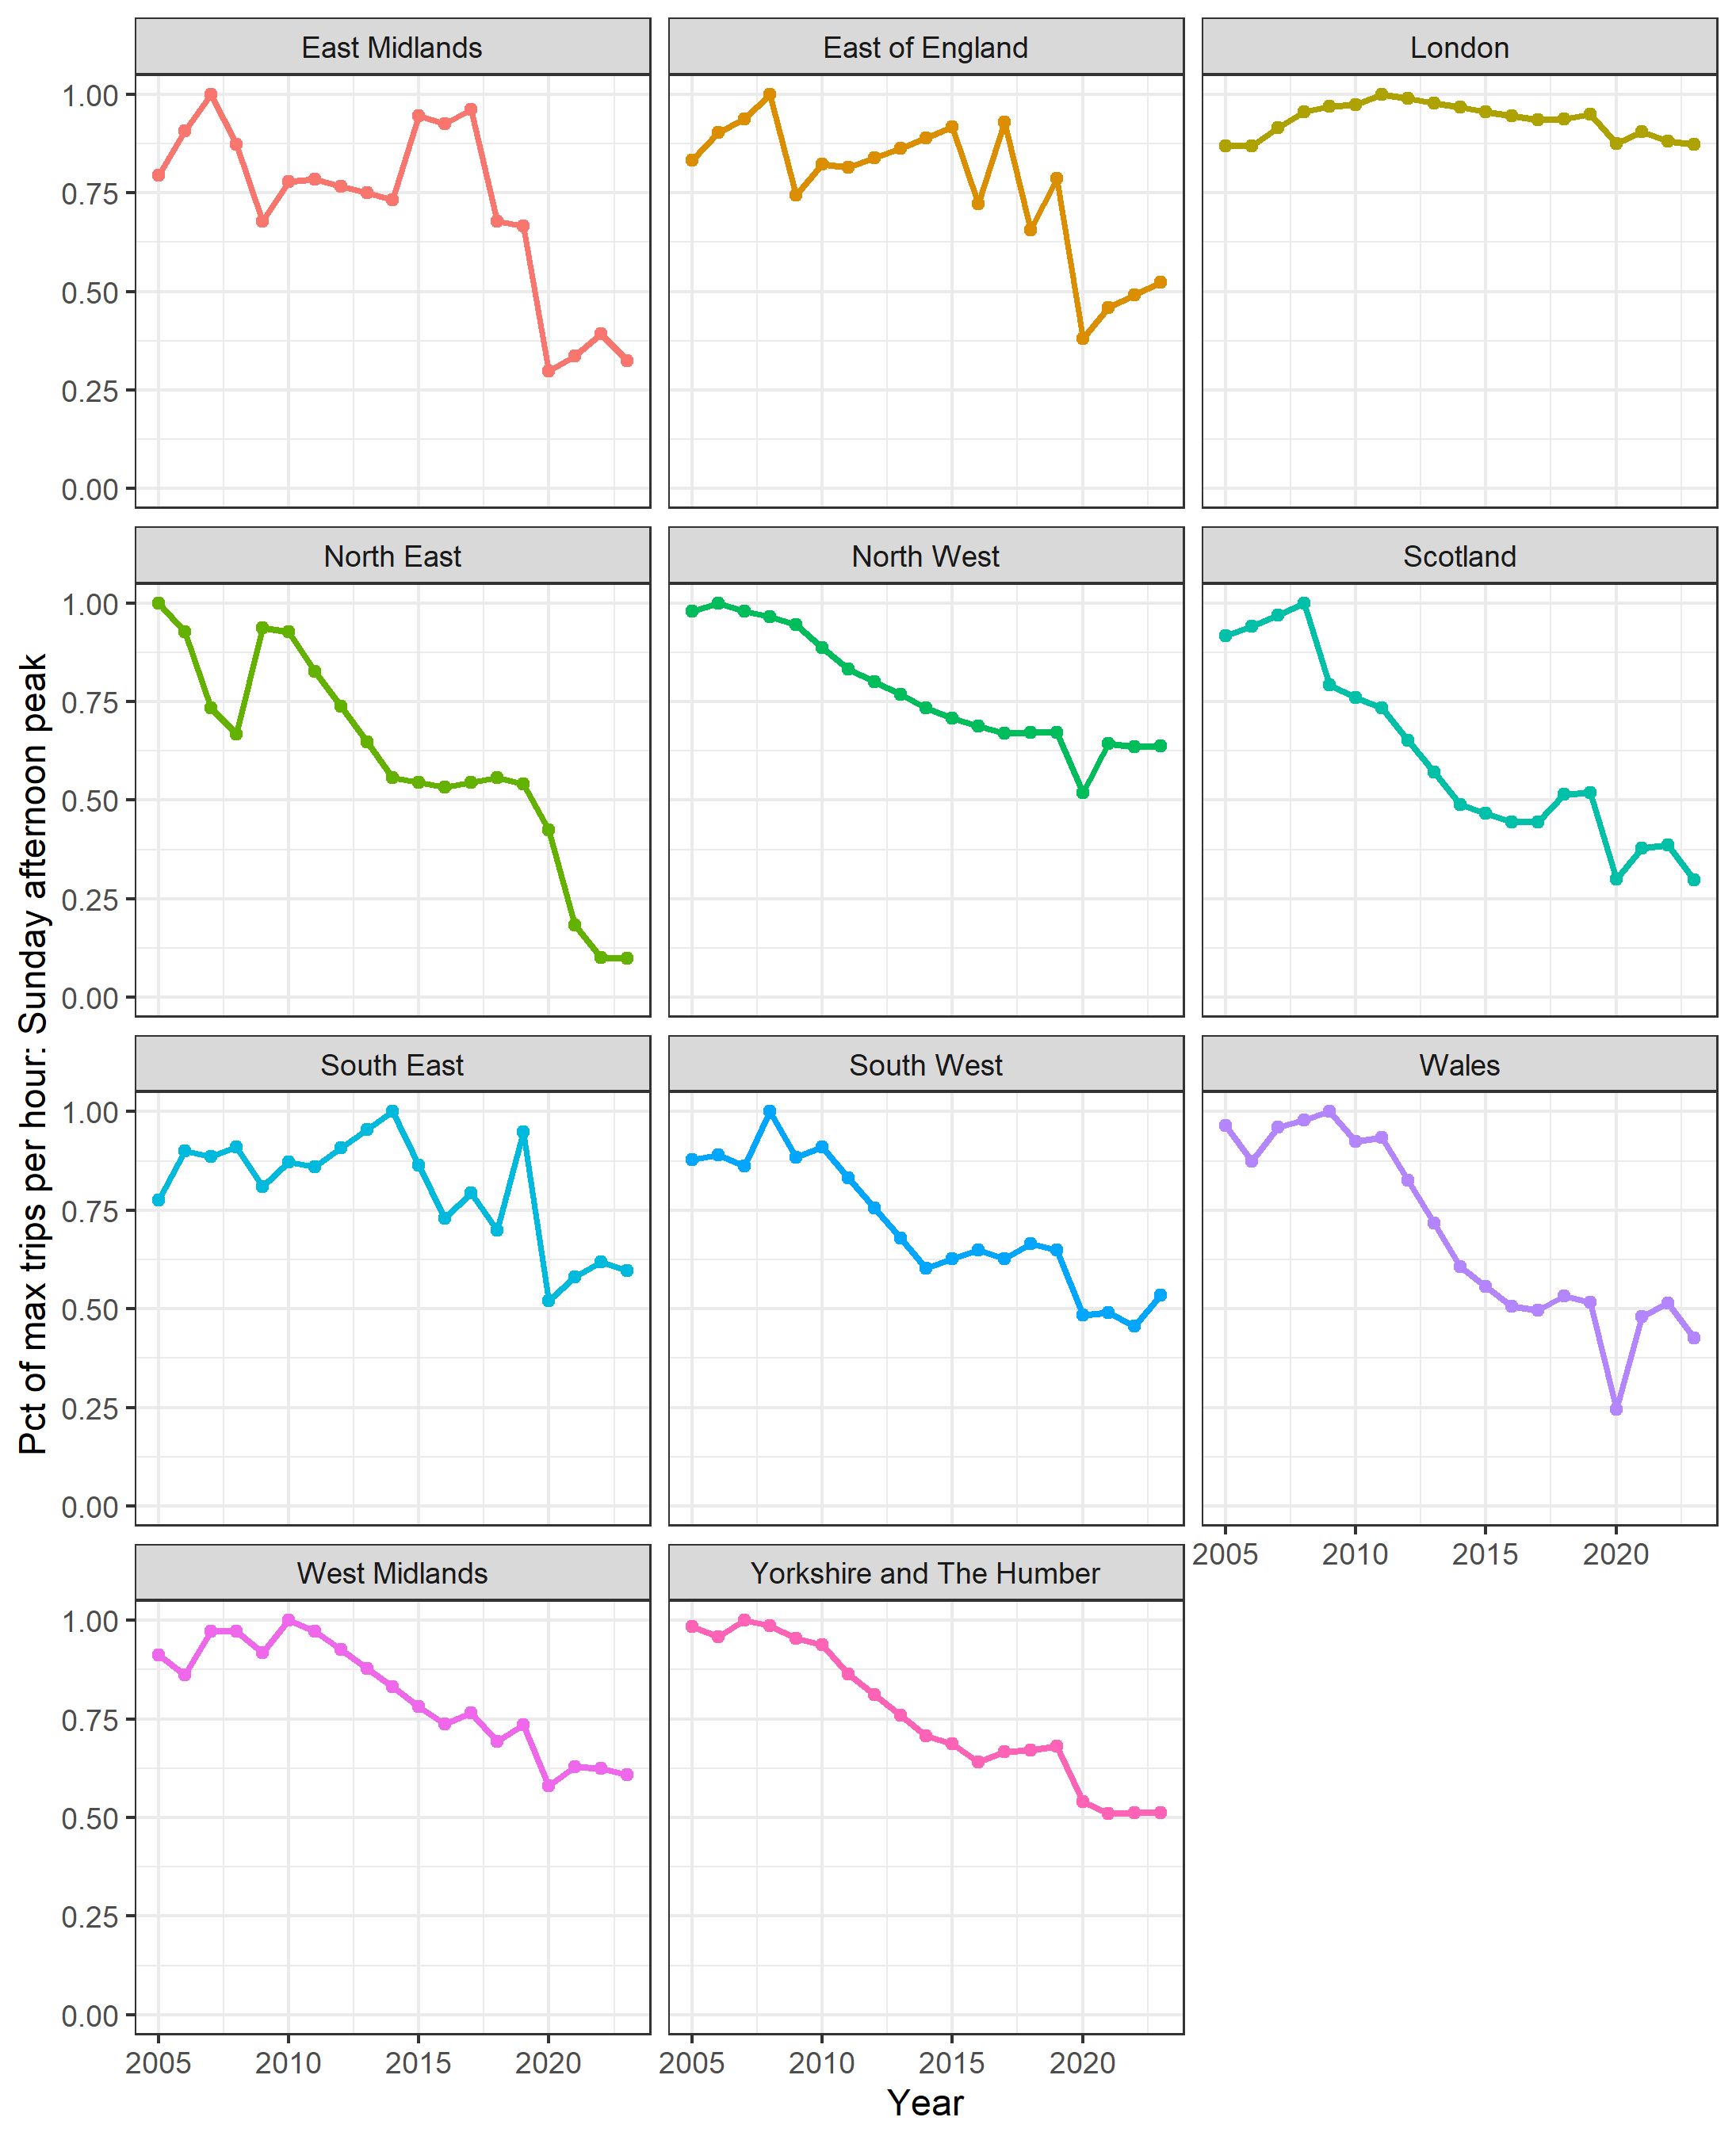 East Midlands
East of England
London
1.00
0.75
0.50
0.25
0.00
North East
North West
Scotland
1.00
0.75
0.50
0.25
0.00
Pct of max trips per hour: Sunday afternoon peak
South East
South West
Wales
1.00
0.75
0.50
0.25
0.00
2005 2010 2015 2020
West Midlands
Yorkshire and The Humber
1.00
0.75
0.50
0.25
0.00
2005 2010 2015 2020
2005 2010 2015 2020
Year